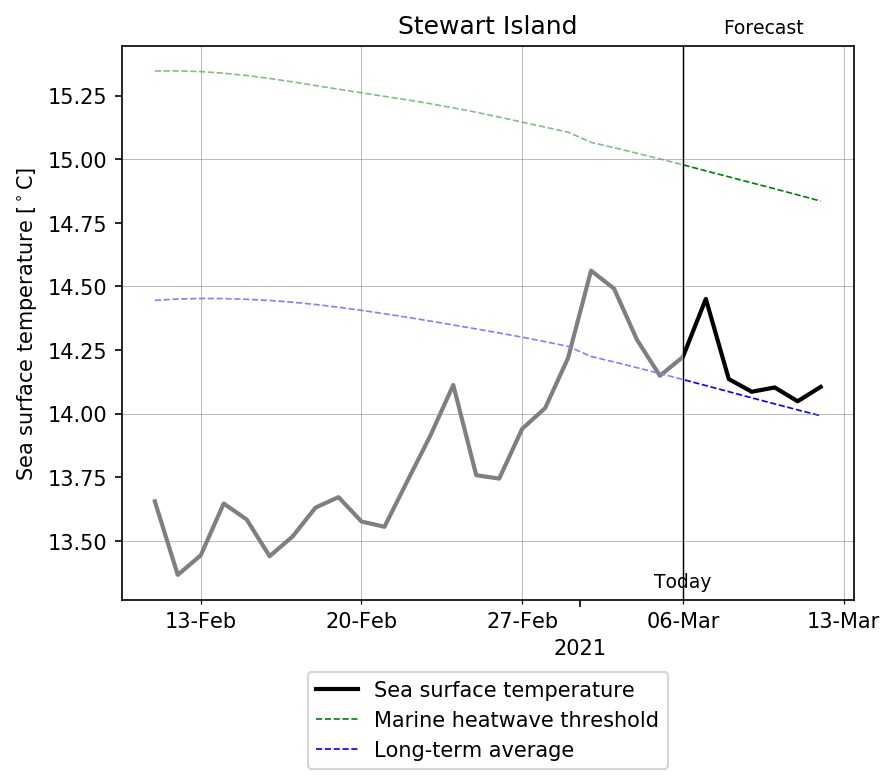 Stewart Island
Forecast
Sea surface temperature [°C]
15.25
15.00
14.75
14.50
14.25
14.00
13.75
13.50
Today
13-Feb
20-Feb
27-Feb
06-Mar
13-Mar
2021
Sea surface temperature
Marine heatwave threshold
Long-term average